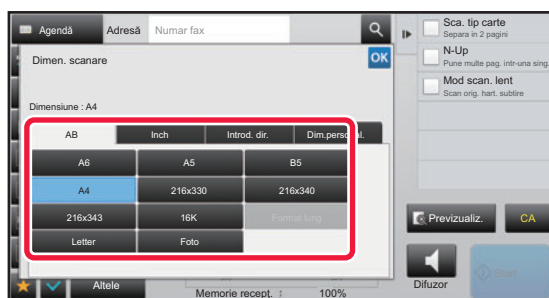 Agendă
Adresă
Numar fax
Sca. tip carte
Separa in 2 pagini
N-Up
Pune multe pag. intr-una sing.
Mod scan. lent
Scan orig. hart. subtire
Dimen. scanare
OK
Dimensiune : A4
AB
Inch
Introd. dir.
Dim.personal.
A6
A5
B5
A4
216x330
216x340
216x343
16K
Format lung
Letter
Foto
Previzualiz.
CA
Altele
Memorie recept. :
100%
Difuzor
Start